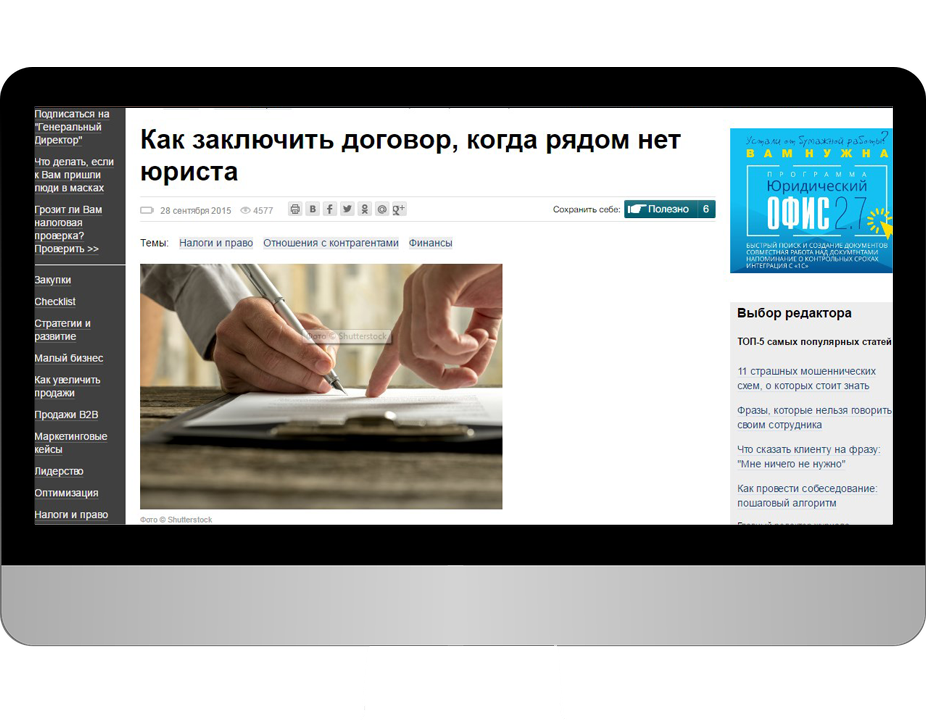 Подписаться на
"Генеральный
Директор"
Что делать, если
к Вам пришли
люди в масках
Грозит ли Вам
налоговая
проверка?
Проверить >>
Закупки
Checklist
Стратегии и
развитие
Малый бизнес
Как увеличить
продажи
Продажи B2B
Маркетинговые
кейсы
Лидерство
Оптимизация
Налоги и право
Как заключить договор, когда рядом нет
юриста
28 сентября 2015 4577
Сохранить себе: Полезно 6
Темы: Налоги и право Отношения с контрагентами Финансы
Фото © Shutterstock
Фото © Shutterstock
Устали от бумажной работы?
ВАМ НУЖНА
ПРОГРАММА
Юридический
ОФИС 2.7
БЫСТРЫЙ ПОИСК И СОЗДАНИЕ ДОКУМЕНТОВ
СОВМЕСТНАЯ РАБОТА НАД ДОКУМЕНТАМИ
НАПОМИНАНИЕ О КОНТРОЛЬНЫХ СРОКАХ
ИНТЕГРАЦИЯ С «1С»
Выбор редактора
ТОП-5 самых популярных статей
11 страшных мошеннических
схем, о которых стоит знать
Фразы, которые нельзя говорить
своим сотрудника
Что сказать клиенту на фразу:
"Мне ничего не нужно"
Как провести собеседование:
пошаговый алгоритм